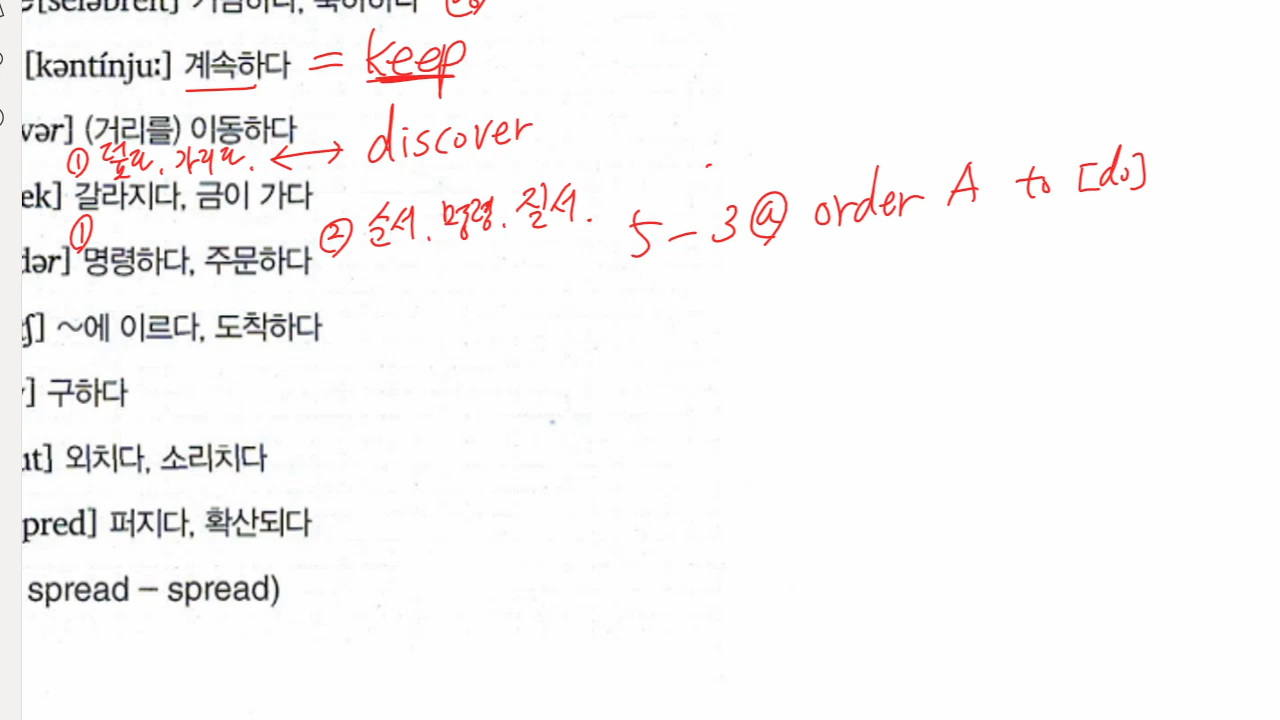 [kəntínjuː] 계속하다 = keep
vər] (거리를) 이동하다
① 덮다. 가리다. ↔ discover
ek] 갈라지다, 금이 가다
① ② 순서. 명령. 질서. 5-3 ⓐ order A to [do]
dər] 명령하다, 주문하다
ʃ] ~에 이르다, 도착하다
] 구하다
ut] 외치다, 소리치다
pred] 퍼지다, 확산되다
spread – spread)